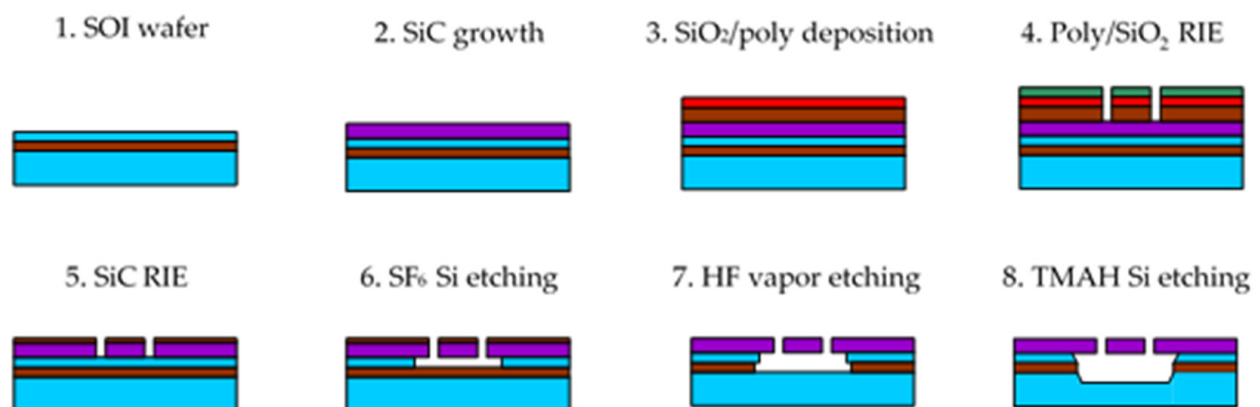 1. SOI wafer
2. SiC growth
3. SiO₂/poly deposition
4. Poly/SiO₂ RIE
5. SiC RIE
6. SF₆ Si etching
7. HF vapor etching
8. TMAH Si etching